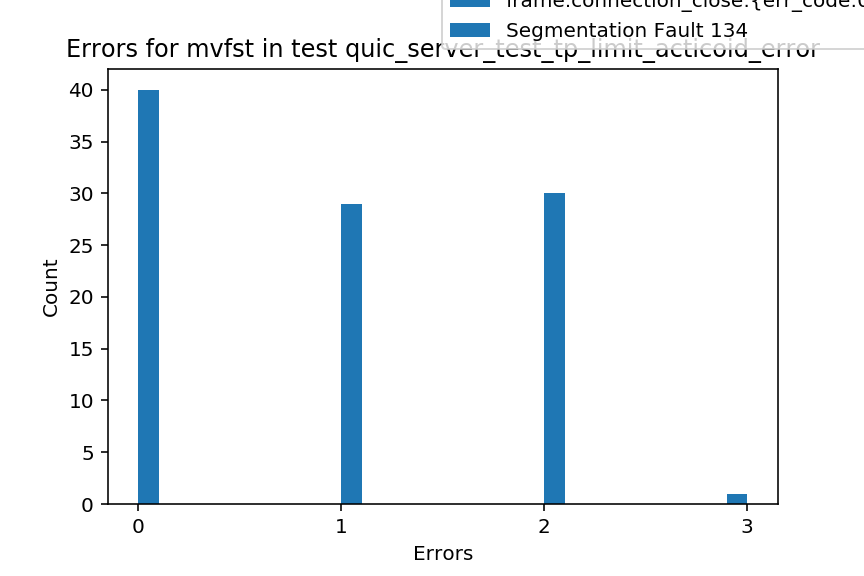 frame.connection_close:{err_code:
Segmentation Fault 134
Errors for mvfst in test quic_server_test_tp_limit_acticoid_error
40
35
30
25
20
15
10
5
0
Count
0 1 2 3
Errors